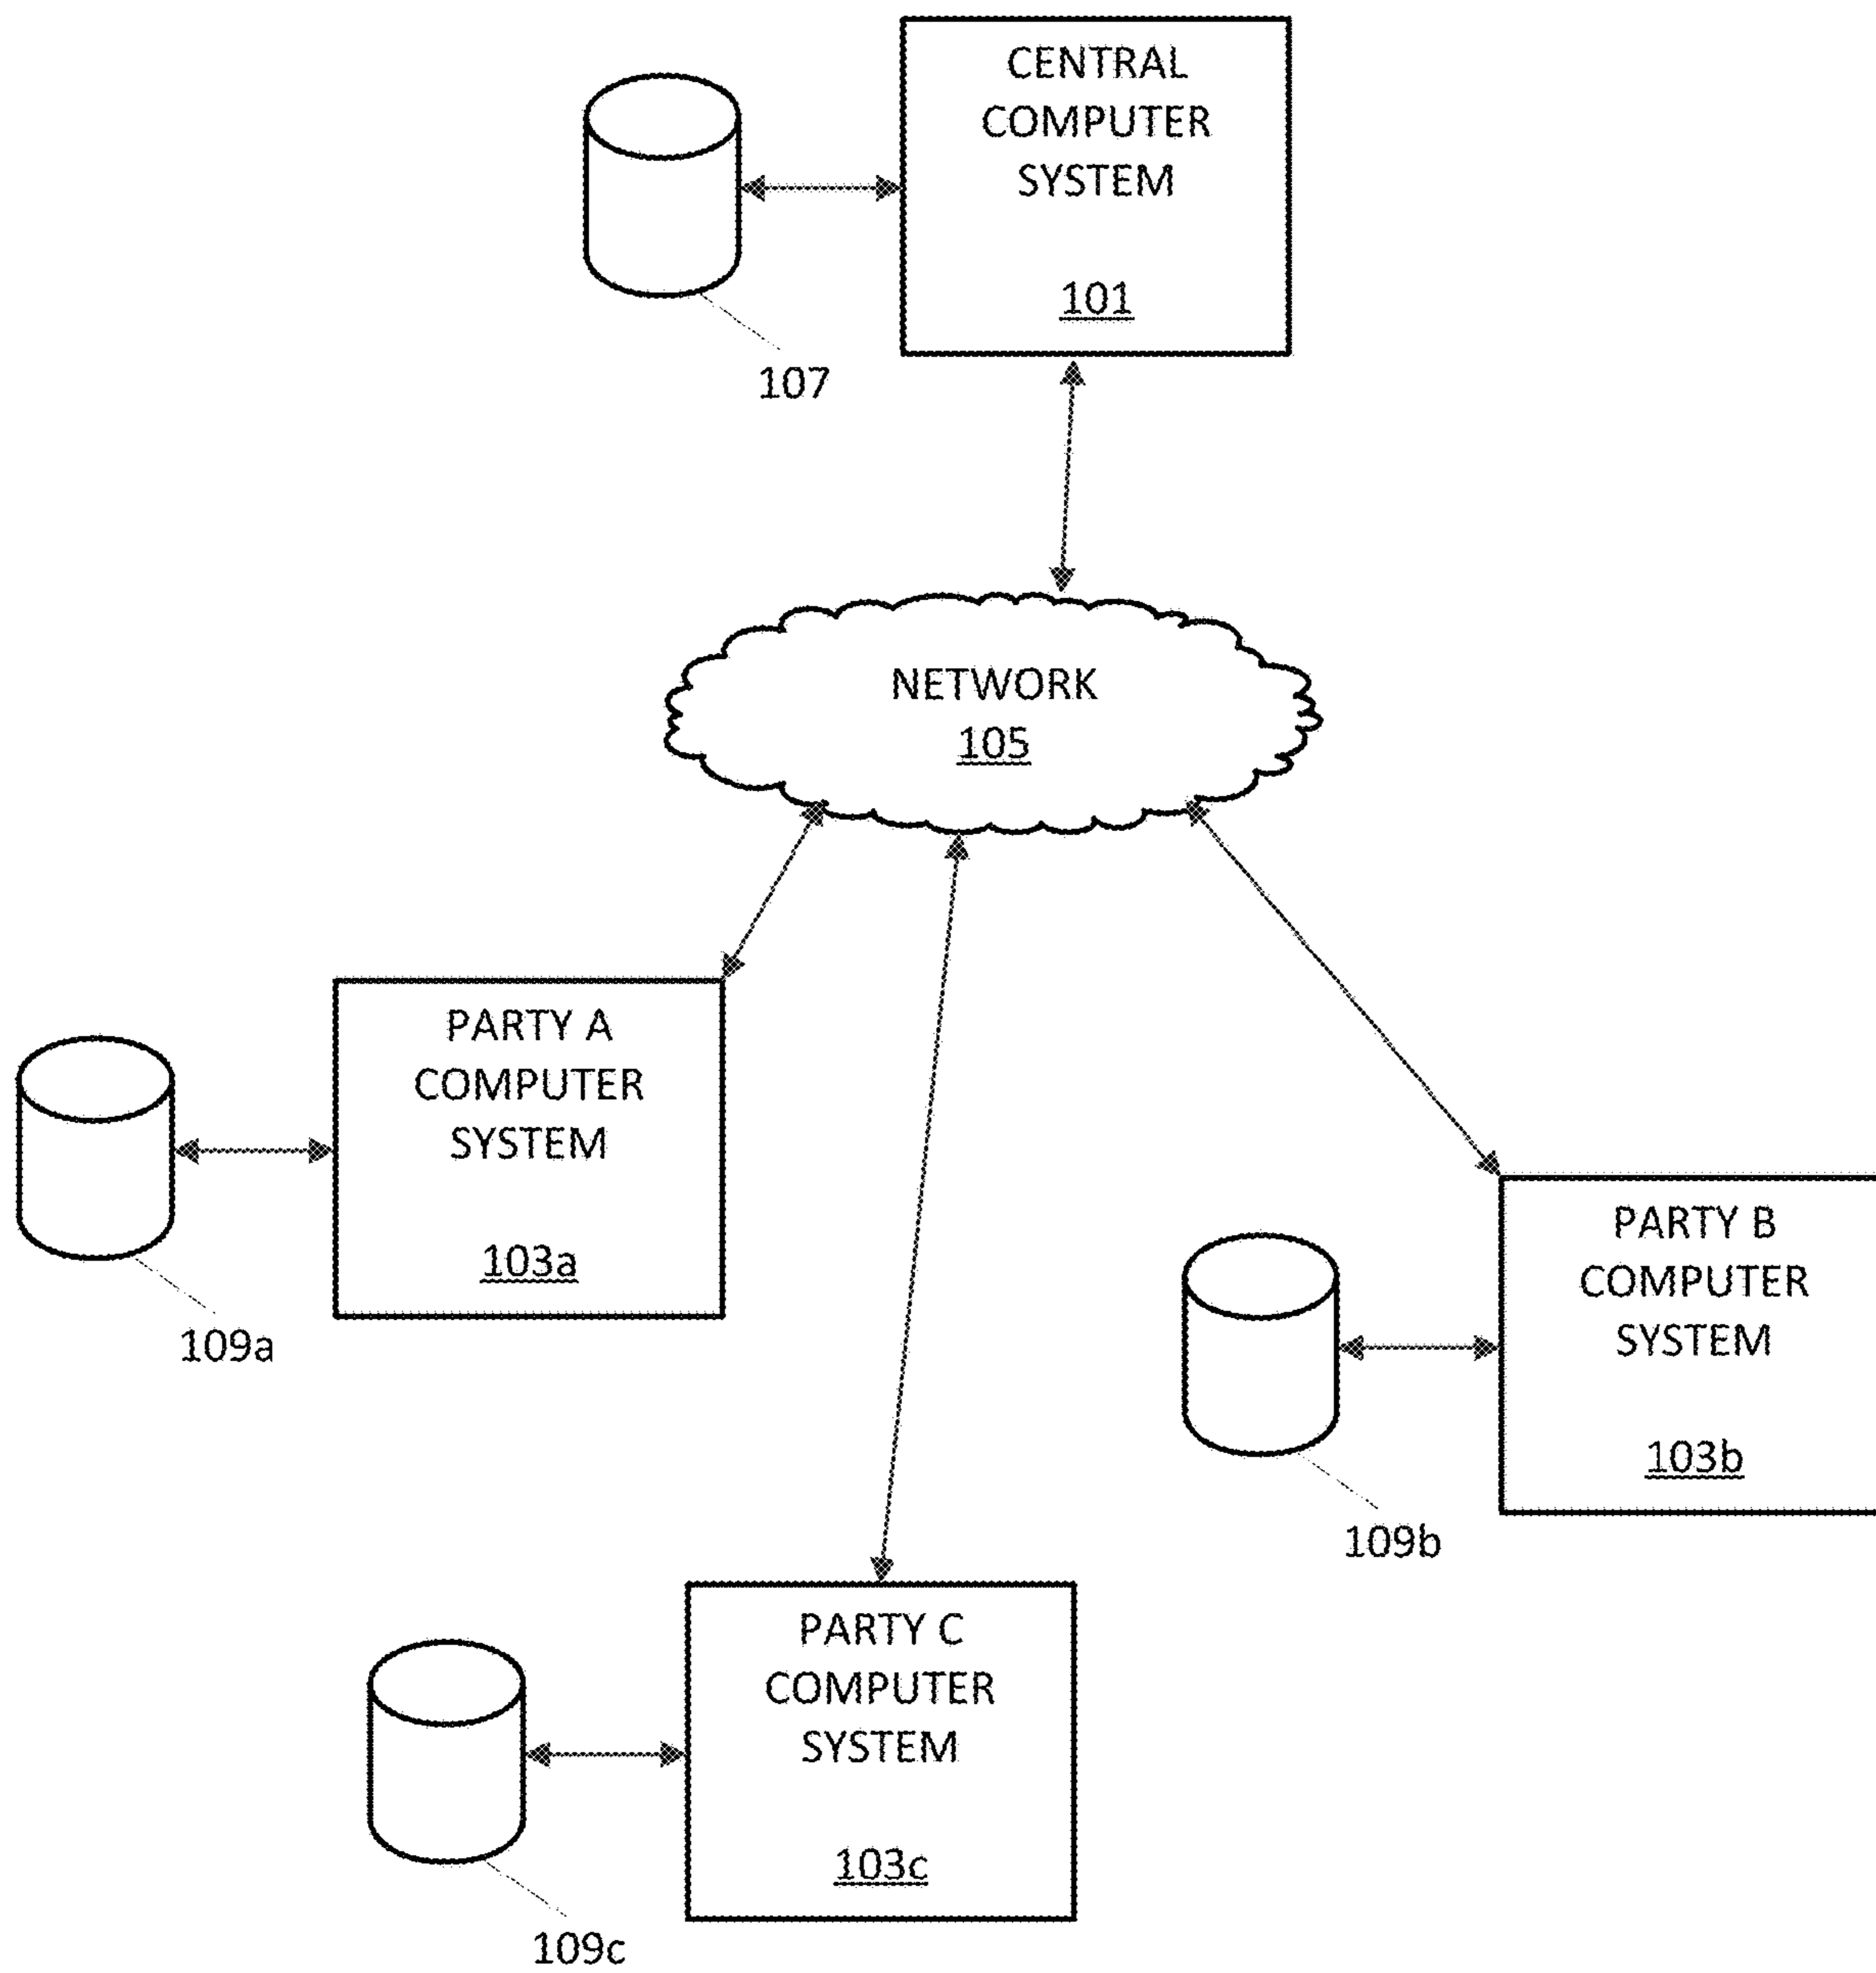 CENTRAL
COMPUTER
SYSTEM
101
107
NETWORK
105
PARTY A
COMPUTER
SYSTEM
103a
109a
PARTY B
COMPUTER
SYSTEM
103b
109b
PARTY C
COMPUTER
SYSTEM
103c
109c